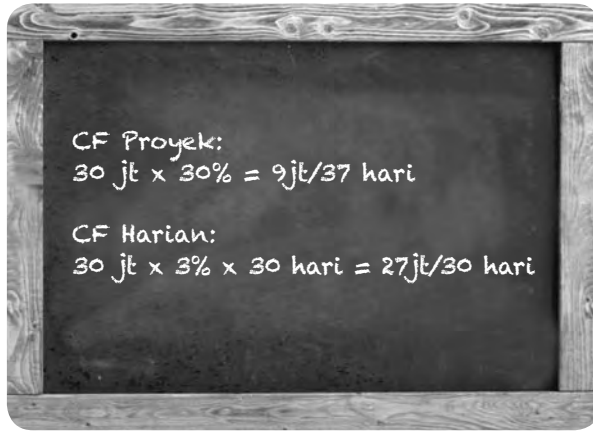 CF Proyek:
30 jt x 30% = 9jt/37 hari
CF Harian:
30 jt x 3% x 30 hari = 27jt/30 hari